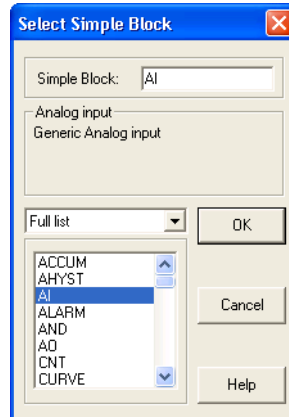 Select Simple Block
Simple Block: AI
Analog input
Generic Analog input
Full list
OK
ACCUM
AHYST
AI
ALARM
AND
AO
CNT
CURVE
Cancel
Help